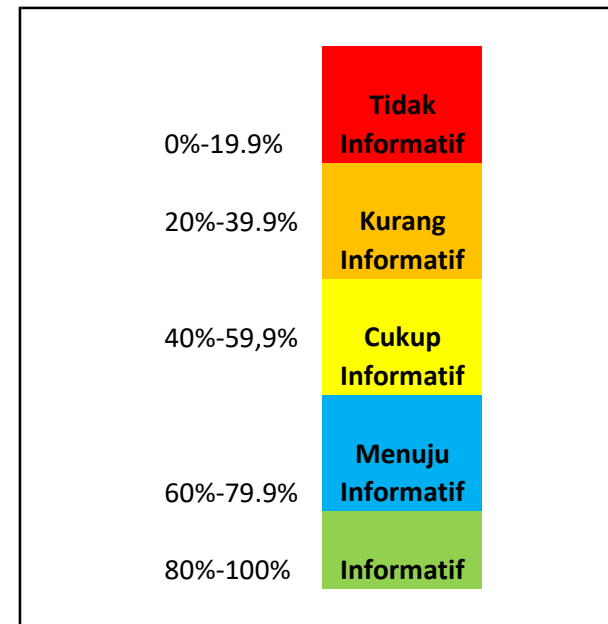 Tidak
0%-19.9% Informatif
20%-39.9% Kurang
Informatif
40%-59,9% Cukup
Informatif
Menuju
60%-79.9% Informatif
80%-100% Informatif